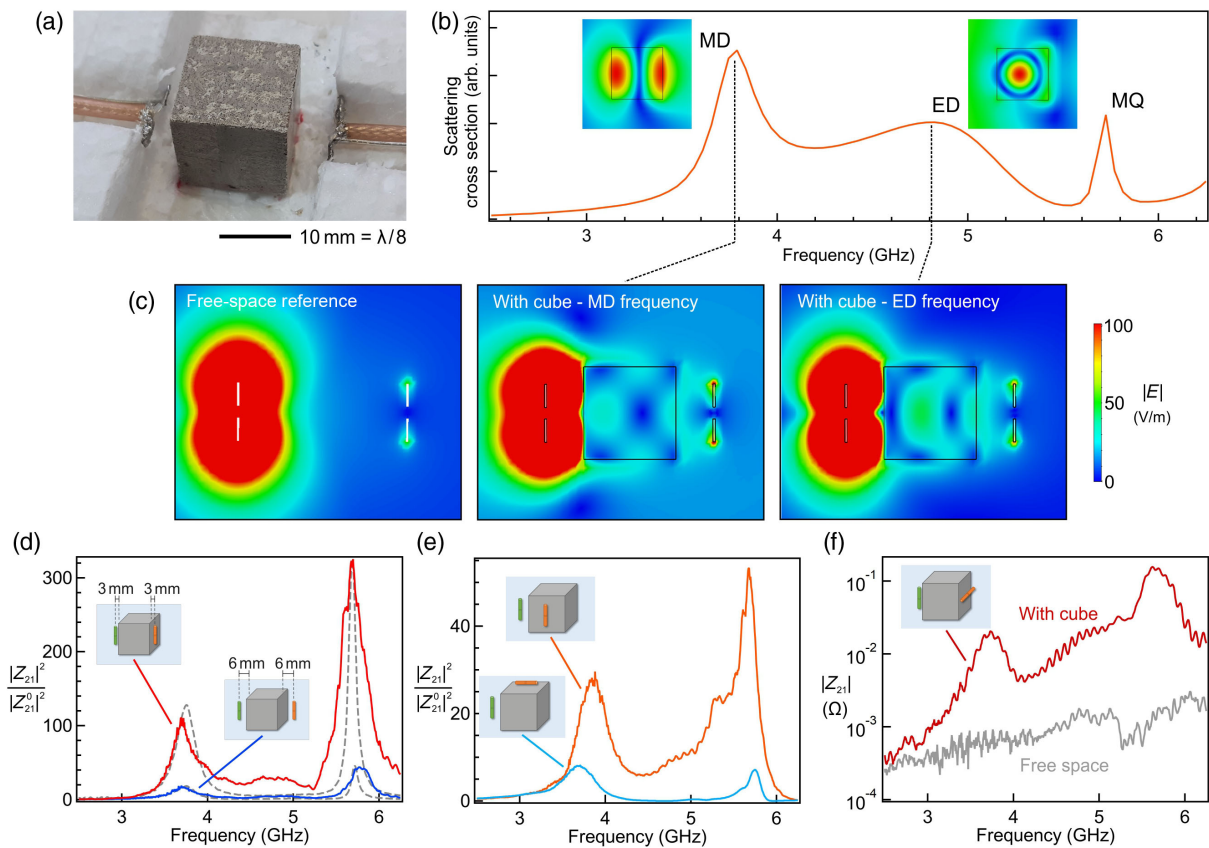 (a)
10 mm = λ/8
(b)
Scattering
cross section (arb. units)
MD
ED
MQ
3
4
5
6
Frequency (GHz)
(c)
Free-space reference
With cube - MD frequency
With cube - ED frequency
100
50
0
|E|
(V/m)
(d)
300
240
180
120
60
0
|Z21|²
|Z⁰21|²
3 mm
3 mm
6 mm
6 mm
3
4
5
6
Frequency (GHz)
(e)
40
20
0
|Z21|²
|Z⁰21|²
3
4
5
6
Frequency (GHz)
(f)
10⁻¹
10⁻²
10⁻³
10⁻⁴
|Z21|
(Ω)
With cube
Free space
3
4
5
6
Frequency (GHz)